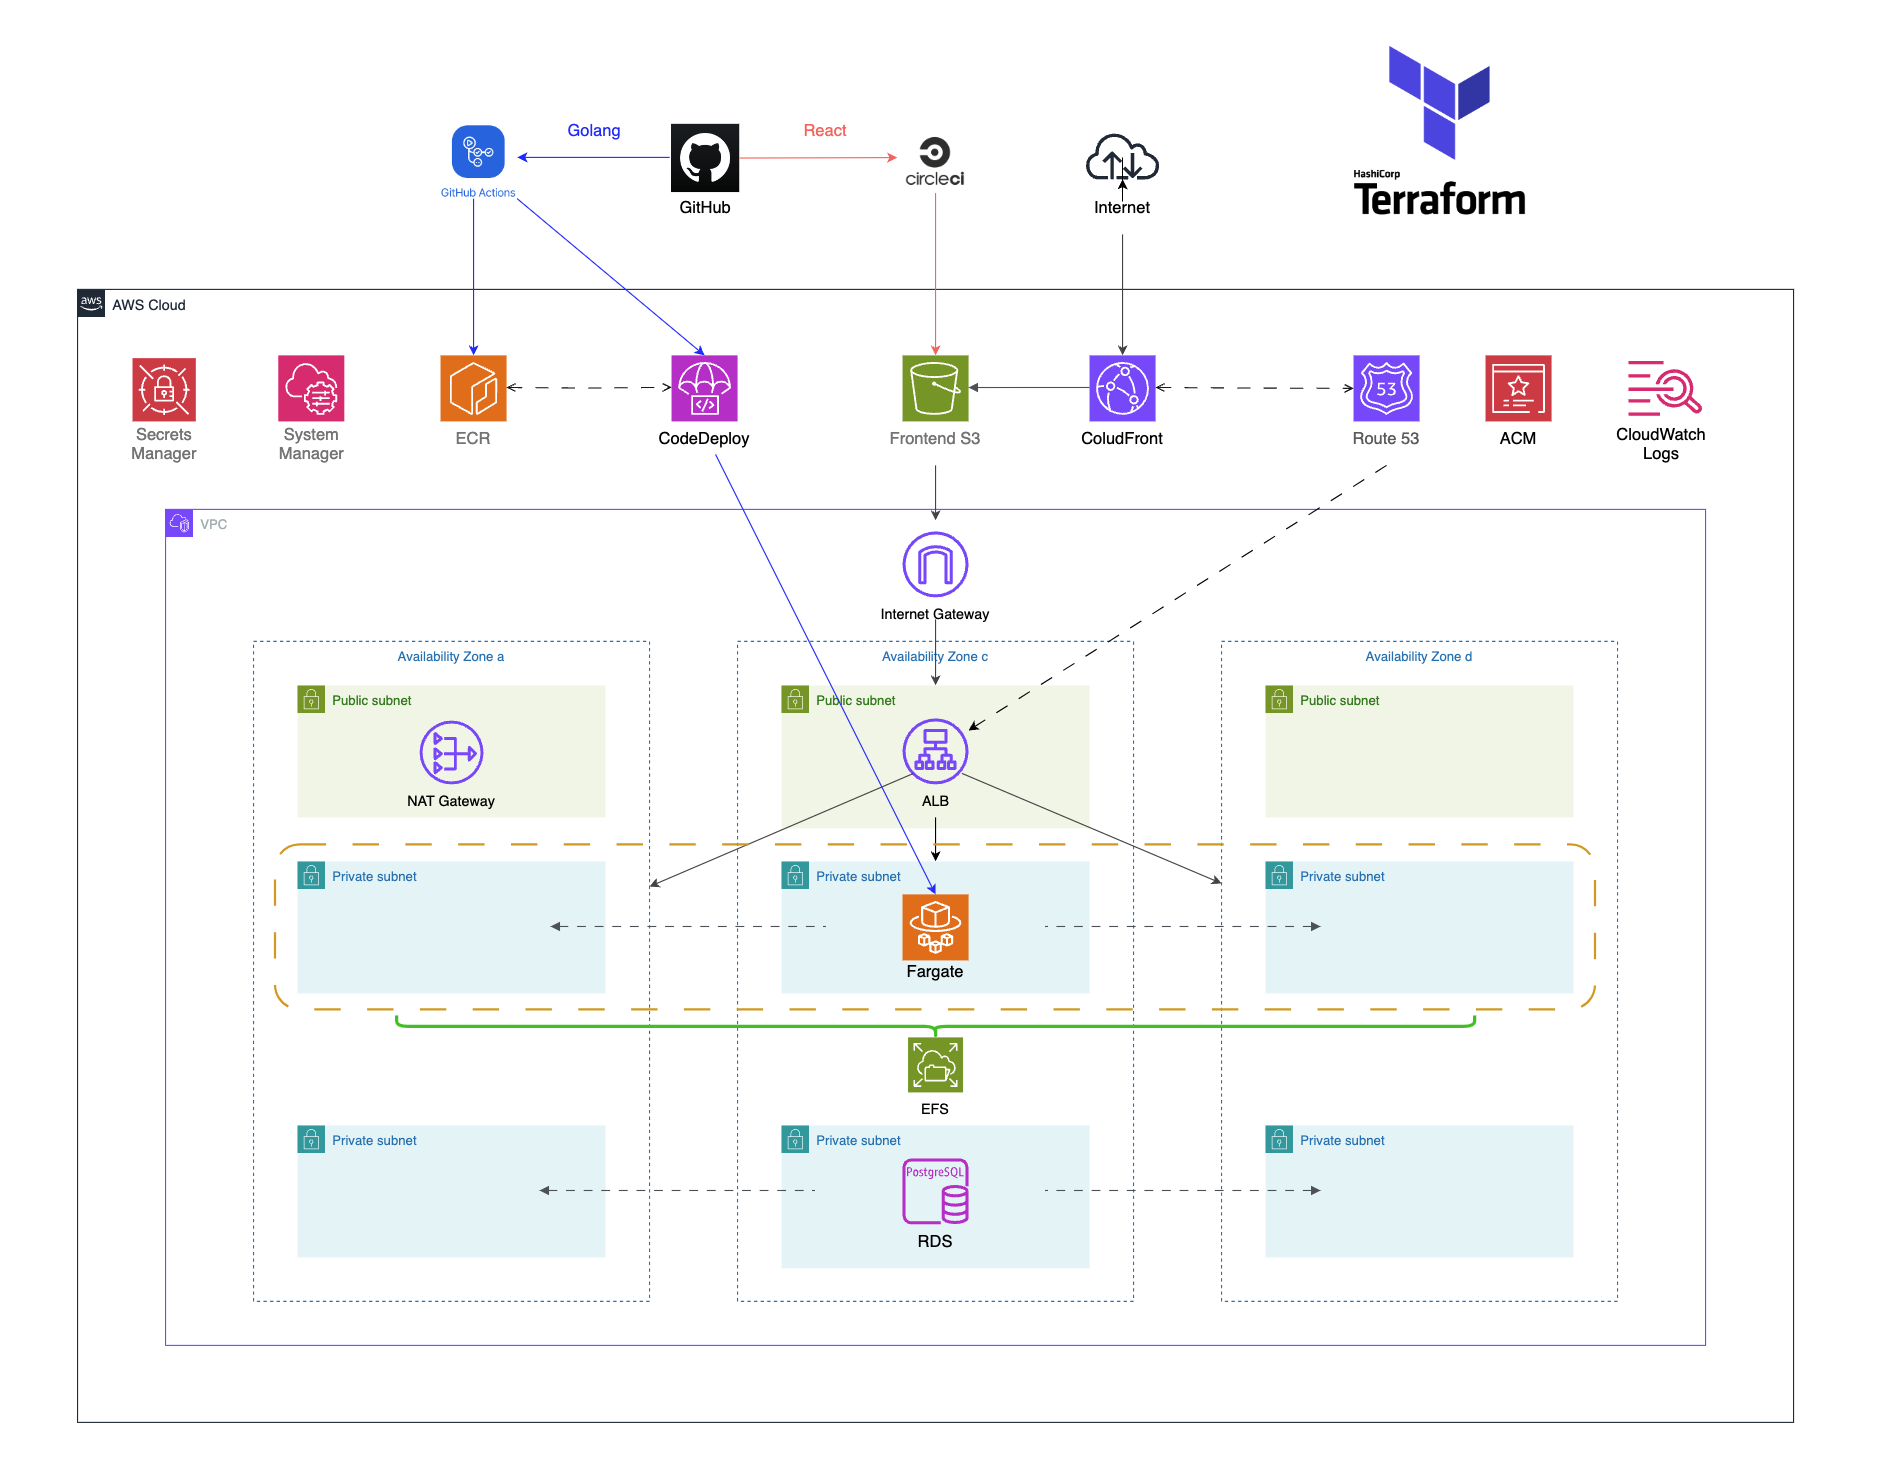 Golang
React
GitHub Actions
GitHub
circleci
Internet
HashiCorp
Terraform
aws
AWS Cloud
Secrets
Manager
System
Manager
ECR
CodeDeploy
Frontend S3
ColudFront
53
Route 53
ACM
CloudWatch
Logs
VPC
Internet Gateway
Availability Zone a
Availability Zone c
Availability Zone d
Public subnet
Public subnet
Public subnet
NAT Gateway
ALB
Private subnet
Private subnet
Private subnet
Fargate
EFS
Private subnet
Private subnet
Private subnet
PostgreSQL
RDS